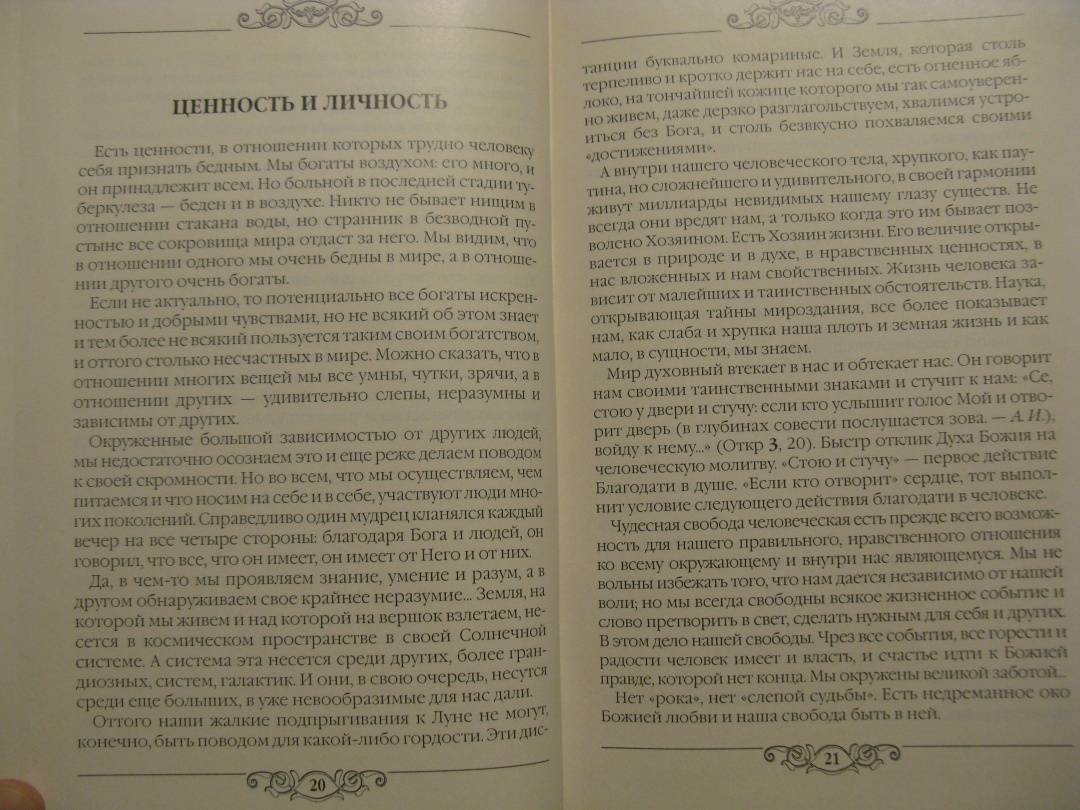 ЦЕННОСТЬ И ЛИЧНОСТЬ
Есть ценности, в отношении которых трудно человеку
себя признать бедным. Мы богаты воздухом: его много, и
он принадлежит всем. Но больной в последней стадии ту-
беркулеза — беден и в воздухе. Никто не бывает нищим в
отношении стакана воды, но странник в безводной пу-
стыне все сокровища мира отдаст за него. Мы видим, что
в отношении одного мы очень бедны в мире, а в отноше-
нии другого очень богаты.
Если не актуально, то потенциально все богаты искрен-
ностью и добрыми чувствами, но не всякий об этом знает
и тем более не всякий пользуется таким своим богатством,
и оттого столько несчастных в мире. Можно сказать, что в
отношении многих вещей мы все умны, чутки, зрячи, а в
отношении других — удивительно слепы, неразумны и
зависимы от других.
Окруженные большой зависимостью от других людей,
мы недостаточно осознаем это и еще реже делаем поводом
к своей скромности. Но во всем, что мы осуществляем, чем
питаемся и что носим на себе и в себе, участвуют люди мно-
гих поколений. Справедливо один мудрец кланялся каждый
вечер на все четыре стороны: благодаря Бога и людей, он
говорил, что все, что он имеет, он имеет от Него и от них.
Да, в чем-то мы проявляем знание, умение и разум, а в
другом обнаруживаем свое крайнее неразумие... Земля, на
которой мы живем и над которой на вершок взлетаем, не-
сется в космическом пространстве в своей Солнечной
системе. А система эта несется среди других, более гран-
диозных, систем, галактик. И они, в свою очередь, несутся
среди еще больших, в уже невообразимые для нас дали.
Оттого наши жалкие подпрыгивания к Луне не могут,
конечно, быть поводом для какой-либо гордости. Эти дис-
20
танции буквально комариные. И Земля, которая столь
терпеливо и кротко держит нас на себе, есть огненное яб-
локо, на тончайшей кожице которого мы так самоуверен-
но живем, даже дерзко разглагольствуем, хвалимся устро-
иться без Бога, и столь безвкусно похваляемся своими
«достижениями».
А внутри нашего человеческого тела, хрупкого, как пау-
тина, но сложнейшего и удивительного, в своей гармонии
живут миллиарды невидимых нашему глазу существ. Не
всегда они вредят нам, а только когда это им бывает поз-
волено Хозяином. Есть Хозяин жизни. Его величие откры-
вается в природе и в духе, в нравственных ценностях, в
нас вложенных и нам свойственных. Жизнь человека за-
висит от малейших и таинственных обстоятельств. Наука,
открывающая тайны мироздания, все более показывает
нам, как слаба и хрупка наша плоть и земная жизнь и как
мало, в сущности, мы знаем.
Мир духовный втекает в нас и обтекает нас. Он говорит
нам своими таинственными знаками и стучит к нам: «Се,
стою у двери и стучу: если кто услышит голос Мой и отво-
рит дверь (в глубинах совести послушается зова. — А. И.),
войду к нему...» (Откр 3, 20). Быстр отклик Духа Божия на
человеческую молитву. «Стою и стучу» — первое действие
Благодати в душе. «Если кто отворит» сердце, тот выпол-
нит условие следующего действия благодати в человеке.
Чудесная свобода человеческая есть прежде всего возмож-
ность для нашего правильного, нравственного отношения
ко всему окружающему и внутри нас являющемуся. Мы не
вольны избежать того, что нам дается независимо от нашей
воли; но мы всегда свободны всякое жизненное событие и
слово претворить в свет, сделать нужным для себя и других.
В этом дело нашей свободы. Чрез все события, все горести и
радости человек имеет и власть, и счастье идти к Божией
правде, которой нет конца. Мы окружены великой заботой...
Нет «рока», нет «слепой судьбы». Есть недреманное око
Божией любви и наша свобода быть в ней.
21